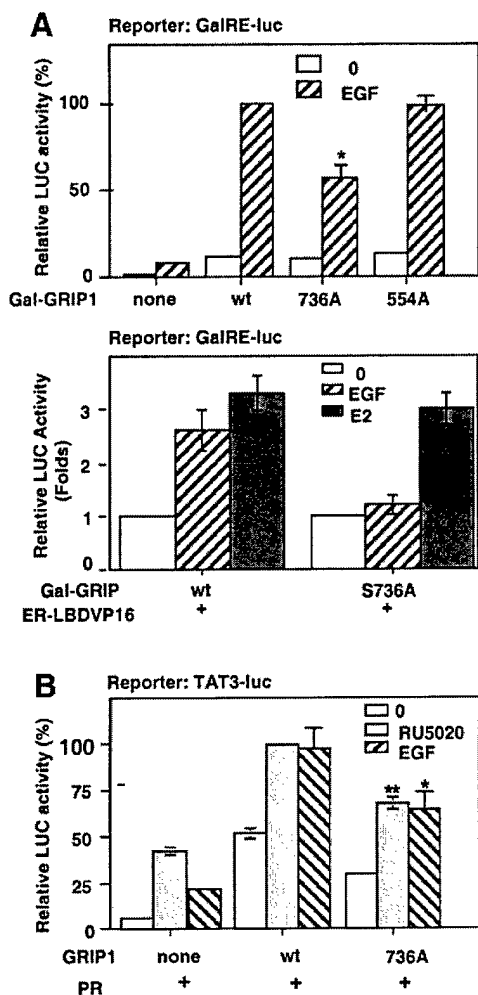 A
Reporter: GalRE-luc
0
EGF
Relative LUC activity (%)
100
50
0
*
Gal-GRIP1 none wt 736A 554A
Reporter: GalRE-luc
0
EGF
E2
Relative LUC Activity
(Folds)
3
2
1
0
Gal-GRIP wt S736A
ER-LBDVP16 + +
B
Reporter: TAT3-luc
0
RU5020
EGF
Relative LUC activity (%)
100
75
50
25
0
** *
GRIP1 none wt 736A
PR + + +